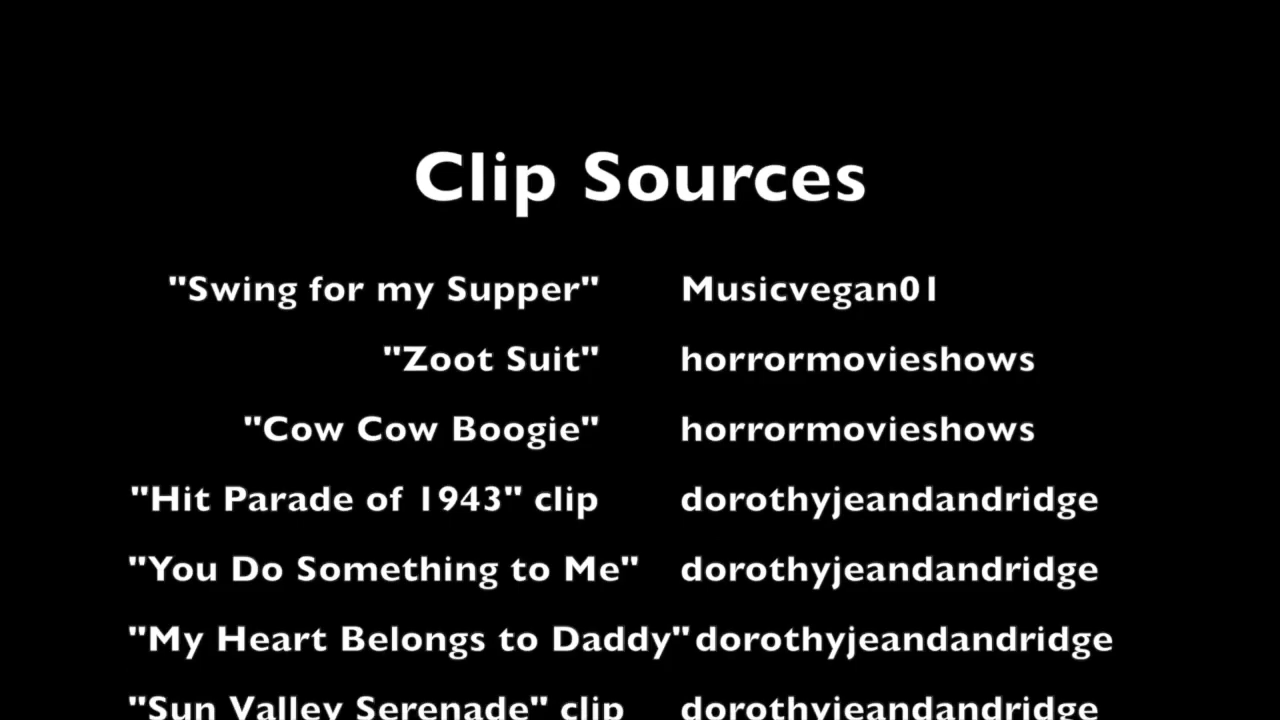 Clip Sources
"Swing for my Supper" Musicvegan01
"Zoot Suit" horrormovieshows
"Cow Cow Boogie" horrormovieshows
"Hit Parade of 1943" clip dorothyjeandandridge
"You Do Something to Me" dorothyjeandandridge
"My Heart Belongs to Daddy" dorothyjeandandridge
"Sun Valley Serenade" clip dorothyjeandandridge